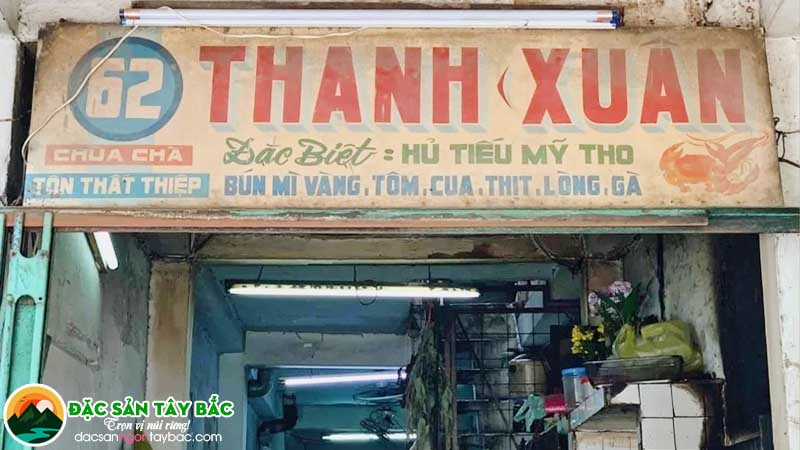 62
THANH XUÂN
CHÙA CHÀ
Đặc Biệt : HỦ TIẾU MỸ THO
TÔN THẤT THIỆP
BÚN MÌ VÀNG, TÔM, CUA, THỊT, LÒNG, GÀ
ĐẶC SẢN TÂY BẮC
Trọn vị núi rừng!
dacsanngontaybac.com